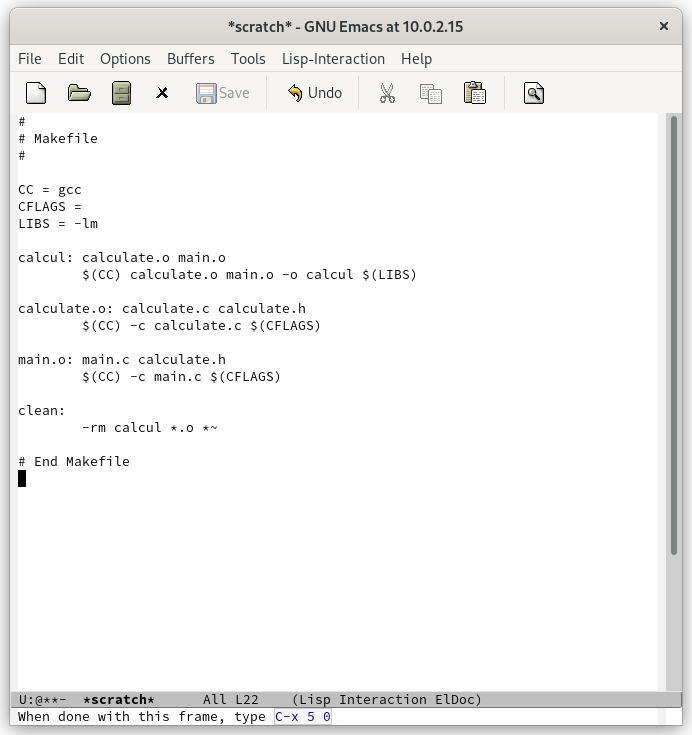 *scratch* - GNU Emacs at 10.0.2.15
File Edit Options Buffers Tools Lisp-Interaction Help
Save Undo
#
# Makefile
#
CC = gcc
CFLAGS =
LIBS = -lm
calcul: calculate.o main.o
        $(CC) calculate.o main.o -o calcul $(LIBS)
calculate.o: calculate.c calculate.h
        $(CC) -c calculate.c $(CFLAGS)
main.o: main.c calculate.h
        $(CC) -c main.c $(CFLAGS)
clean:
        -rm calcul *.o *~
# End Makefile
U:@**-  *scratch*      All L22    (Lisp Interaction ElDoc)
When done with this frame, type C-x 5 0